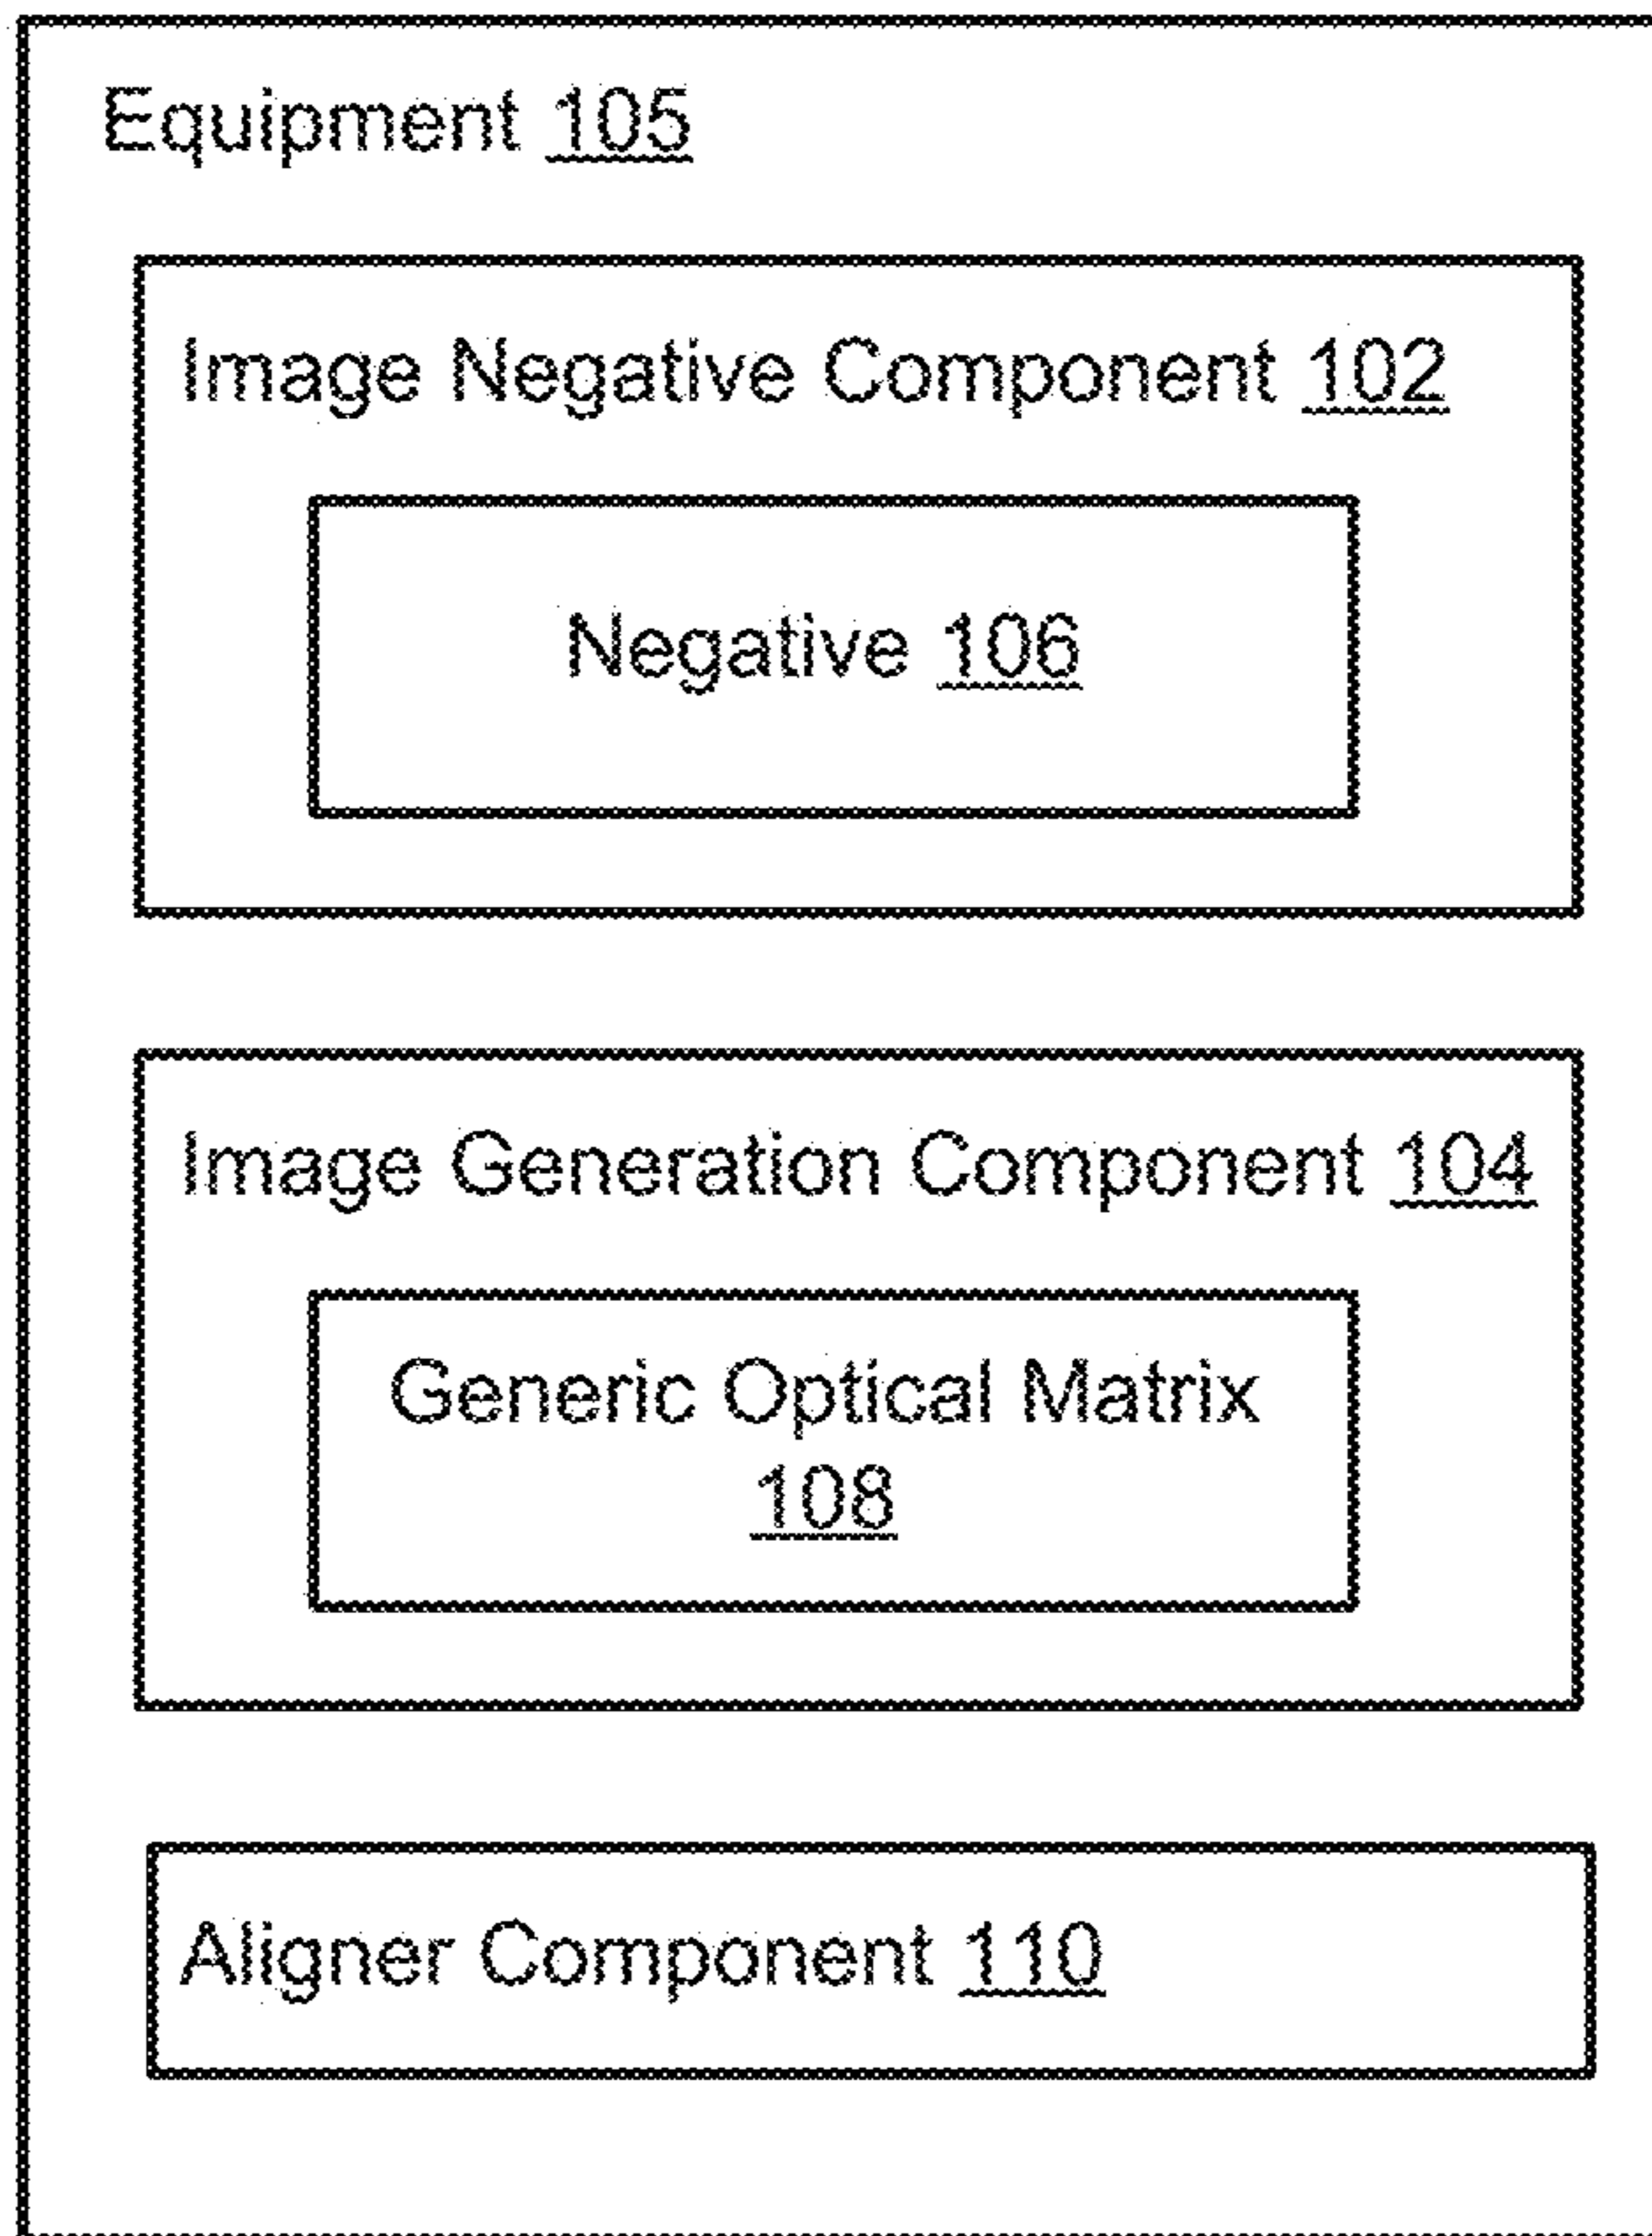 Equipment 105
Image Negative Component 102
Negative 106
Image Generation Component 104
Generic Optical Matrix
108
Aligner Component 110